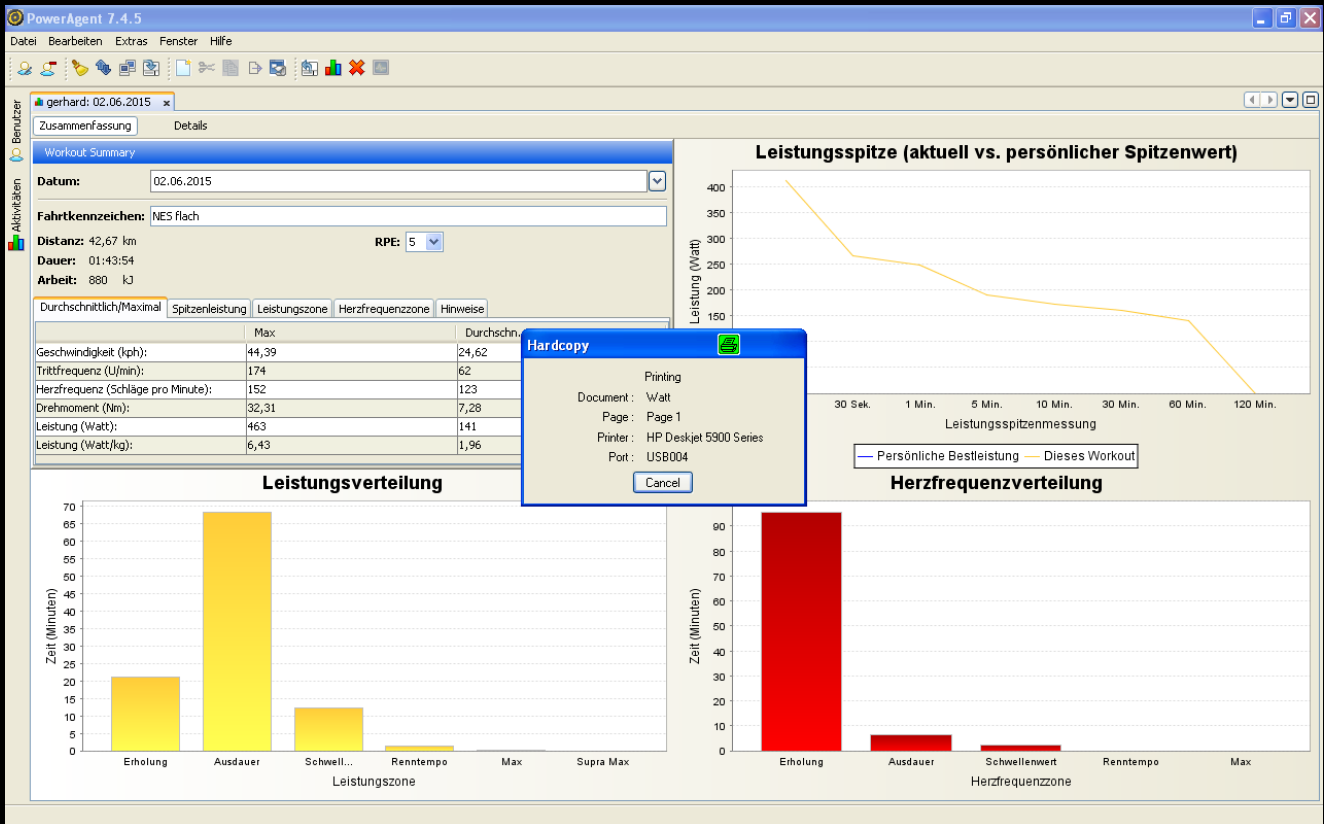 PowerAgent 7.4.5
Datei Bearbeiten Extras Fenster Hilfe
Benutzer
Aktivitäten
gerhard: 02.06.2015 x
Zusammenfassung Details
Workout Summary
Datum: 02.06.2015
Fahrtkennzeichen: NES flach
Distanz: 42,67 km RPE: 5
Dauer: 01:43:54
Arbeit: 880 kJ
Durchschnittlich/Maximal Spitzenleistung Leistungszone Herzfrequenzzone Hinweise
Max Durchschn.
Geschwindigkeit (kph): 44,39 24,62
Trittfrequenz (U/min): 174 62
Herzfrequenz (Schläge pro Minute): 152 123
Drehmoment (Nm): 32,31 7,28
Leistung (Watt): 463 141
Leistung (Watt/kg): 6,43 1,96
Leistungsspitze (aktuell vs. persönlicher Spitzenwert)
Leistung (Watt)
400
350
300
250
200
150
30 Sek. 1 Min. 5 Min. 10 Min. 30 Min. 60 Min. 120 Min.
Leistungsspitzenmessung
Persönliche Bestleistung Dieses Workout
Hardcopy
Printing
Document : Watt
Page : Page 1
Printer : HP Deskjet 5900 Series
Port : USB004
Cancel
Leistungsverteilung
Zeit (Minuten)
70
65
60
55
50
45
40
35
30
25
20
15
10
5
0
Erholung Ausdauer Schwell... Renntempo Max Supra Max
Leistungszone
Herzfrequenzverteilung
Zeit (Minuten)
90
80
70
60
50
40
30
20
10
0
Erholung Ausdauer Schwellenwert Renntempo Max
Herzfrequenzzone